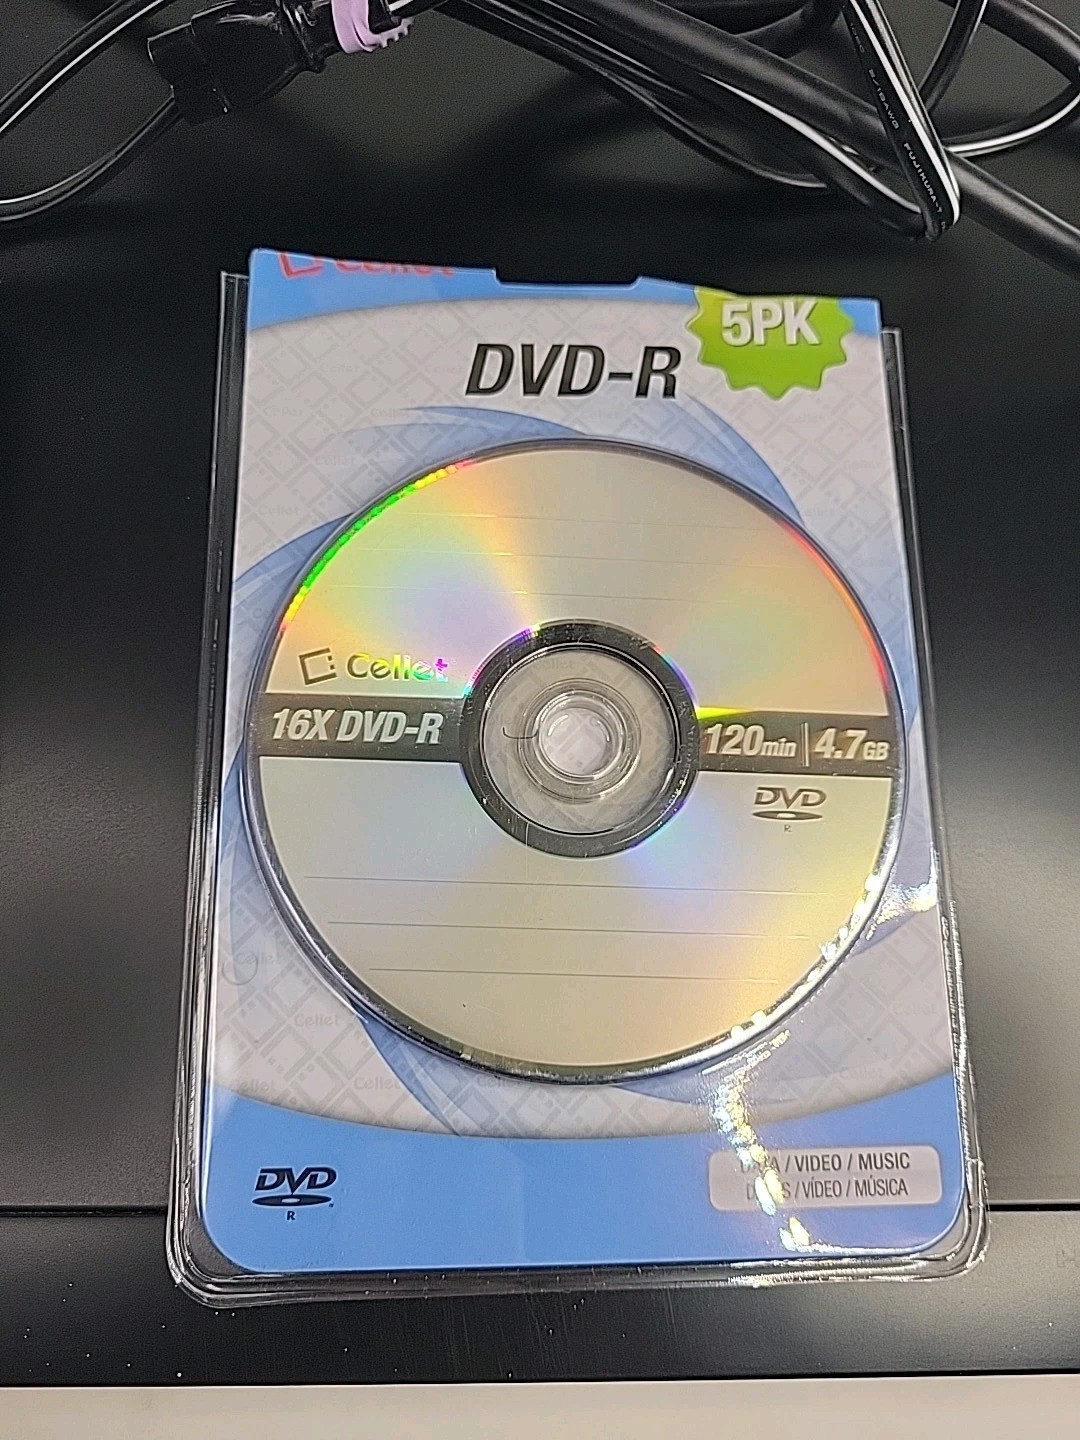 Cellet
5PK
DVD-R
Cellet
16X DVD-R
120min | 4.7GB
DVD
R
DVD
R
/ VIDEO / MUSIC
/ VÍDEO / MÚSICA